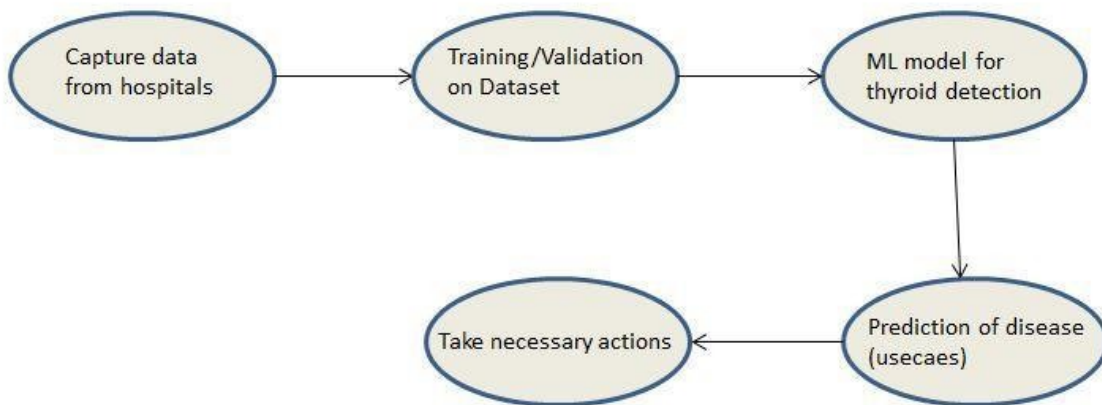 Capture data
from hospitals
Training/Validation
on Dataset
ML model for
thyroid detection
Prediction of disease
(usecaes)
Take necessary actions